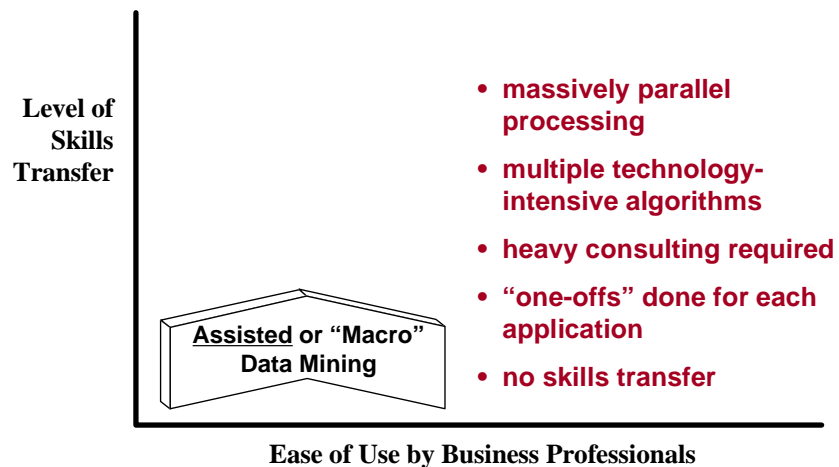 Level of
Skills
Transfer
• massively parallel
processing
• multiple technology-
intensive algorithms
• heavy consulting required
• “one-offs” done for each
application
• no skills transfer
Assisted or “Macro”
Data Mining
Ease of Use by Business Professionals